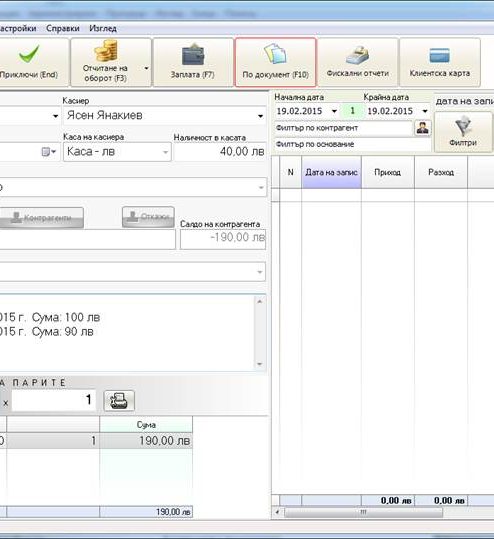 астройки Справки Изглед
Приключи (End)
Отчитане на оборот (F3)
Заплата (F7)
По документ (F10)
Фискални отчети
Клиентска карта
Касиер
Ясен Янакиев
Каса на касиера
Наличност в касата
Каса - лв
40,00 лв
Контрагенти
Откажи
Салдо на контрагента
-190,00 лв
015 г. Сума: 100 лв
015 г. Сума: 90 лв
А ПАРИТЕ
x 1
Сума
0 1 190,00 лв
190,00 лв
Начална дата
Крайна дата
дата на запи
19.02.2015 1 19.02.2015
Филтър по контрагент
Филтър по основание
Филтри
N Дата на запис Приход Разход
0,00 лв 0,00 лв